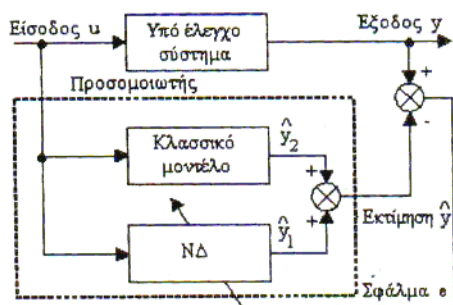 Είσοδος u
Υπό έλεγχο
σύστημα
Έξοδος y
Προσομοιωτής
+
-
Κλασσικό
μοντέλο
ŷ2
+
+
Εκτίμηση ŷ
ΝΔ
ŷ1
Σφάλμα e